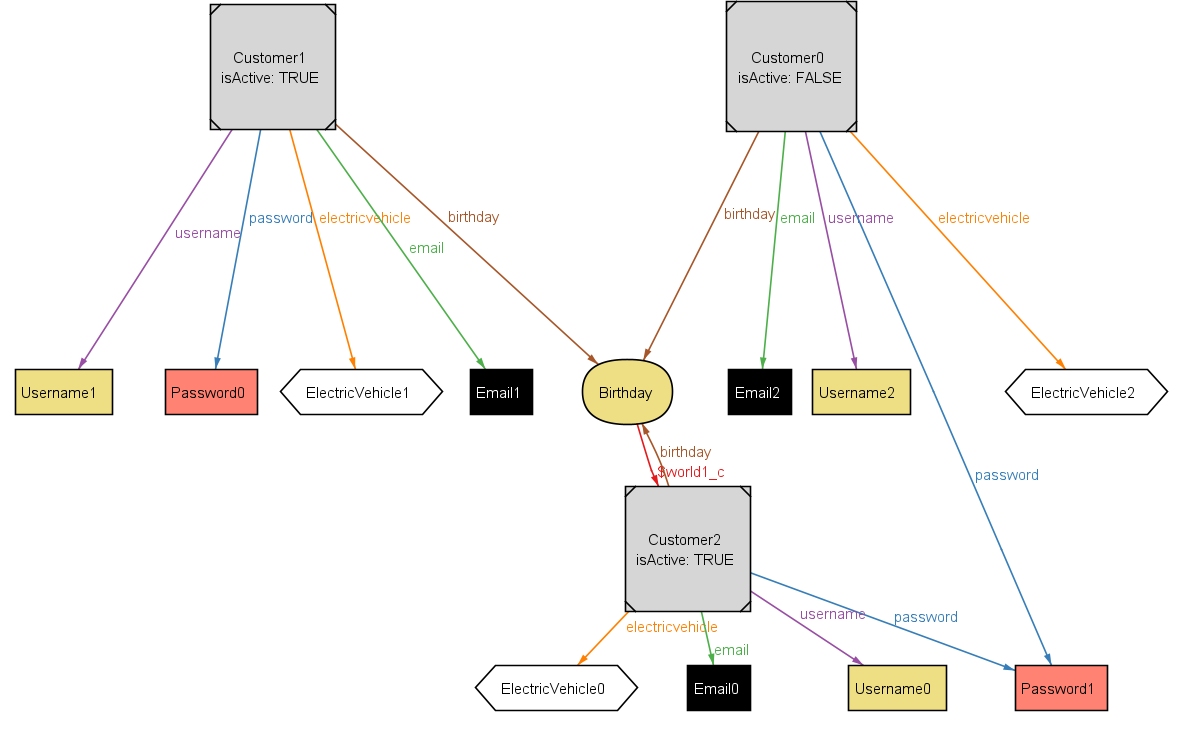 Customer1
isActive: TRUE
Customer0
isActive: FALSE
username
password
electricvehicle
email
birthday
birthday
email
username
electricvehicle
Username1
Password0
ElectricVehicle1
Email1
Birthday
Email2
Username2
ElectricVehicle2
birthday
$world1_c
password
Customer2
isActive: TRUE
electricvehicle
email
username
password
ElectricVehicle0
Email0
Username0
Password1